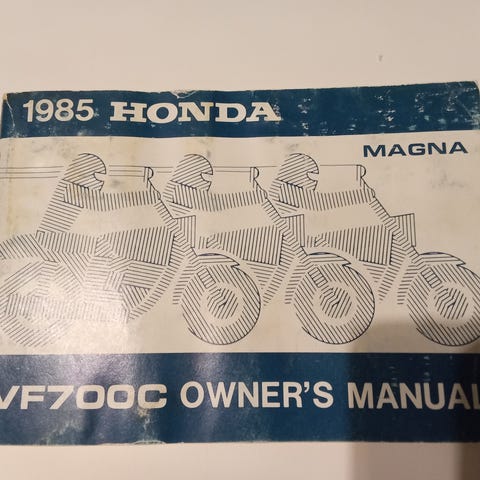 1985 HONDA
MAGNA
VF700C OWNER'S MANUAL